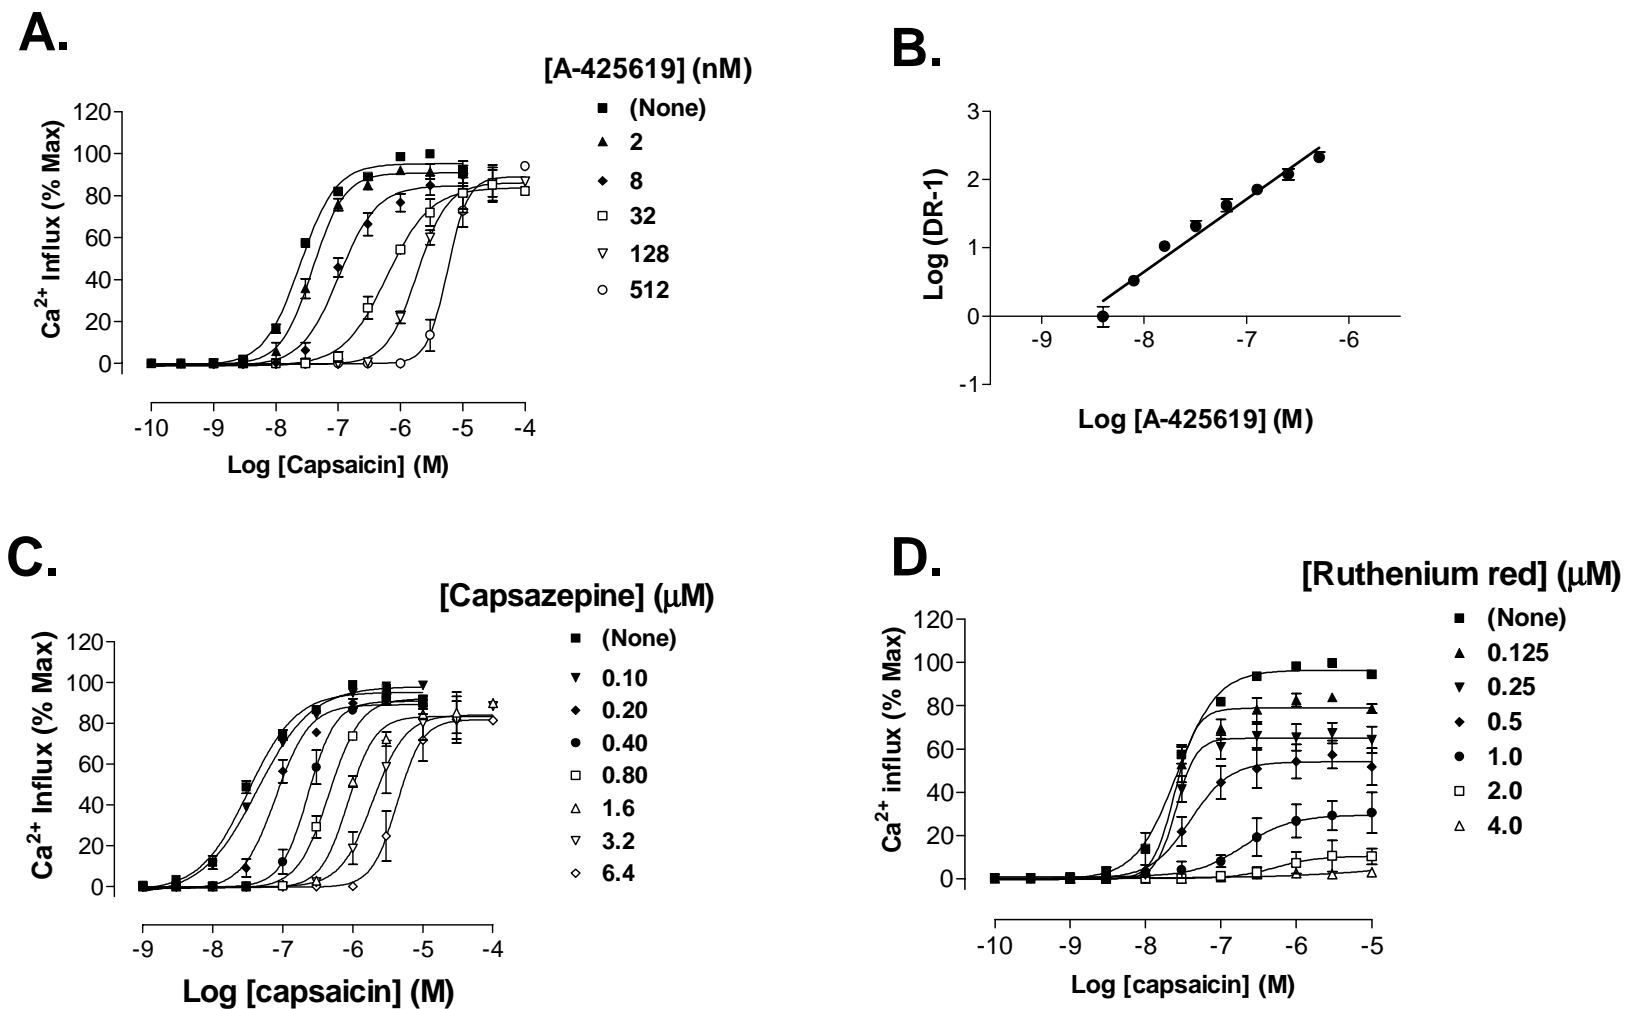 A.
[A-425619] (nM)
(None)
2
8
32
128
512
120
100
80
60
40
20
0
Ca2+ Influx (% Max)
-10 -9 -8 -7 -6 -5 -4
Log [Capsaicin] (M)
B.
3
2
1
0
-1
Log (DR-1)
-9 -8 -7 -6
Log [A-425619] (M)
C.
[Capsazepine] (μM)
(None)
0.10
0.20
0.40
0.80
1.6
3.2
6.4
120
100
80
60
40
20
0
Ca2+ Influx (% Max)
-9 -8 -7 -6 -5 -4
Log [capsaicin] (M)
D.
[Ruthenium red] (μM)
(None)
0.125
0.25
0.5
1.0
2.0
4.0
120
100
80
60
40
20
0
Ca2+ influx (% Max)
-10 -9 -8 -7 -6 -5
Log [capsaicin] (M)